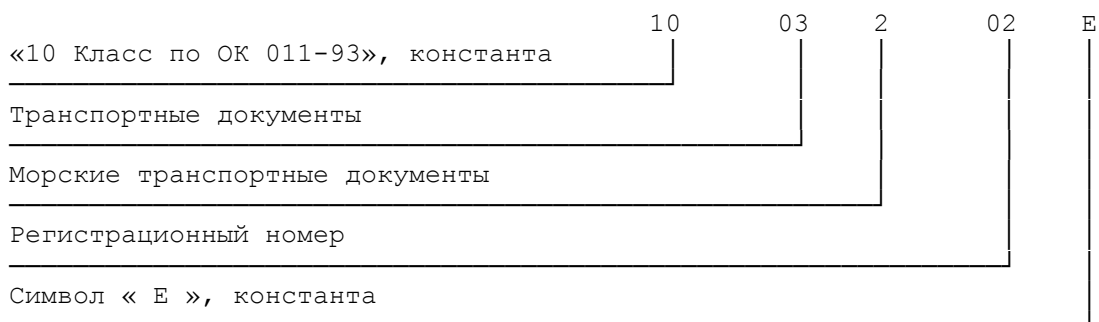 10 03 2 02 Е
«10 Класс по ОК 011-93», константа
Транспортные документы
Морские транспортные документы
Регистрационный номер
Символ « Е », константа